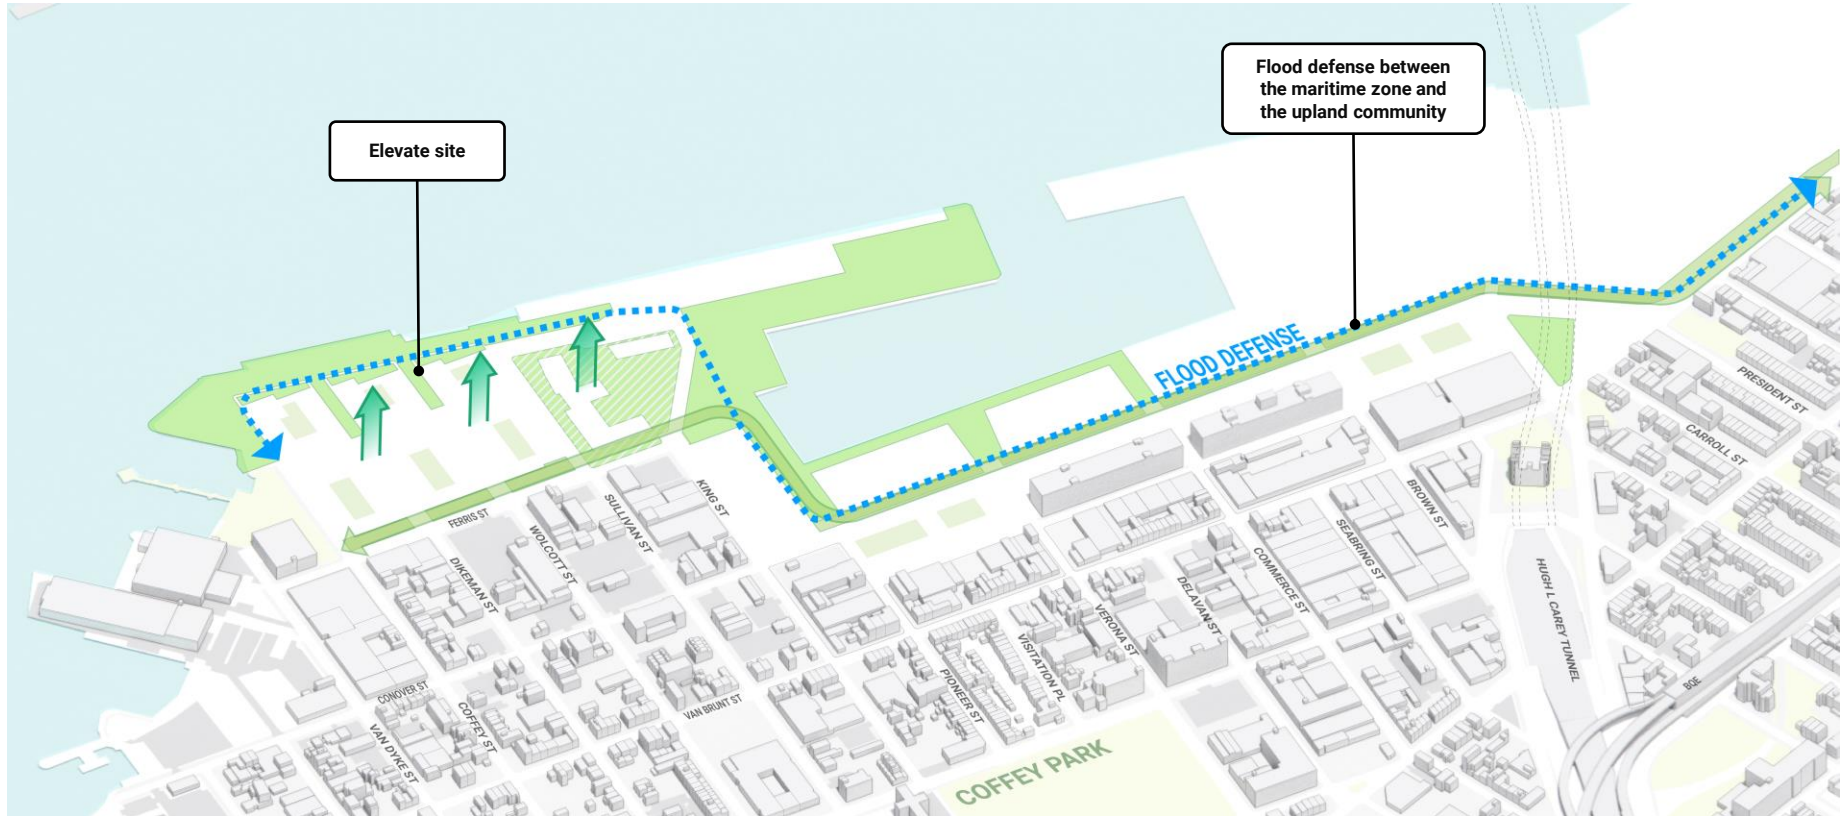 Flood defense between
the maritime zone and
the upland community
Elevate site
FLOOD DEFENSE
PRESIDENT ST
CARROLL ST
KING ST
SULLIVAN ST
FERRIS ST
WOLCOTT ST
DIKEMAN ST
BROWN ST
SEABRING ST
COMMERCE ST
DELAVAN ST
VERONA ST
VISITATION PL
PIONEER ST
HUGH L CAREY TUNNEL
BQE
CONOVER ST
COFFEY ST
VAN BRUNT ST
VAN DYKE ST
COFFEY PARK